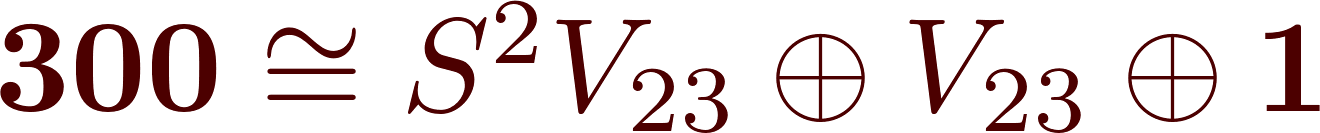 300 ≅ S²V₂₃ ⊕ V₂₃ ⊕ 1